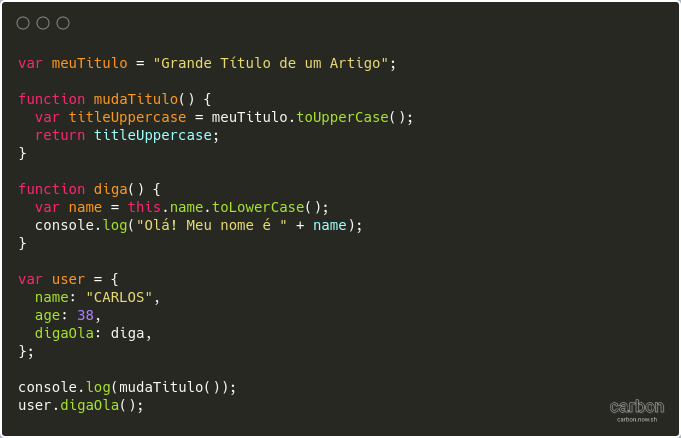 var meuTitulo = "Grande Título de um Artigo";

function mudaTitulo() {
  var titleUppercase = meuTitulo.toUpperCase();
  return titleUppercase;
}

function diga() {
  var name = this.name.toLowerCase();
  console.log("Olá! Meu nome é " + name);
}

var user = {
  name: "CARLOS",
  age: 38,
  digaOla: diga,
};

console.log(mudaTitulo());
user.digaOla();
carbon
carbon.now.sh